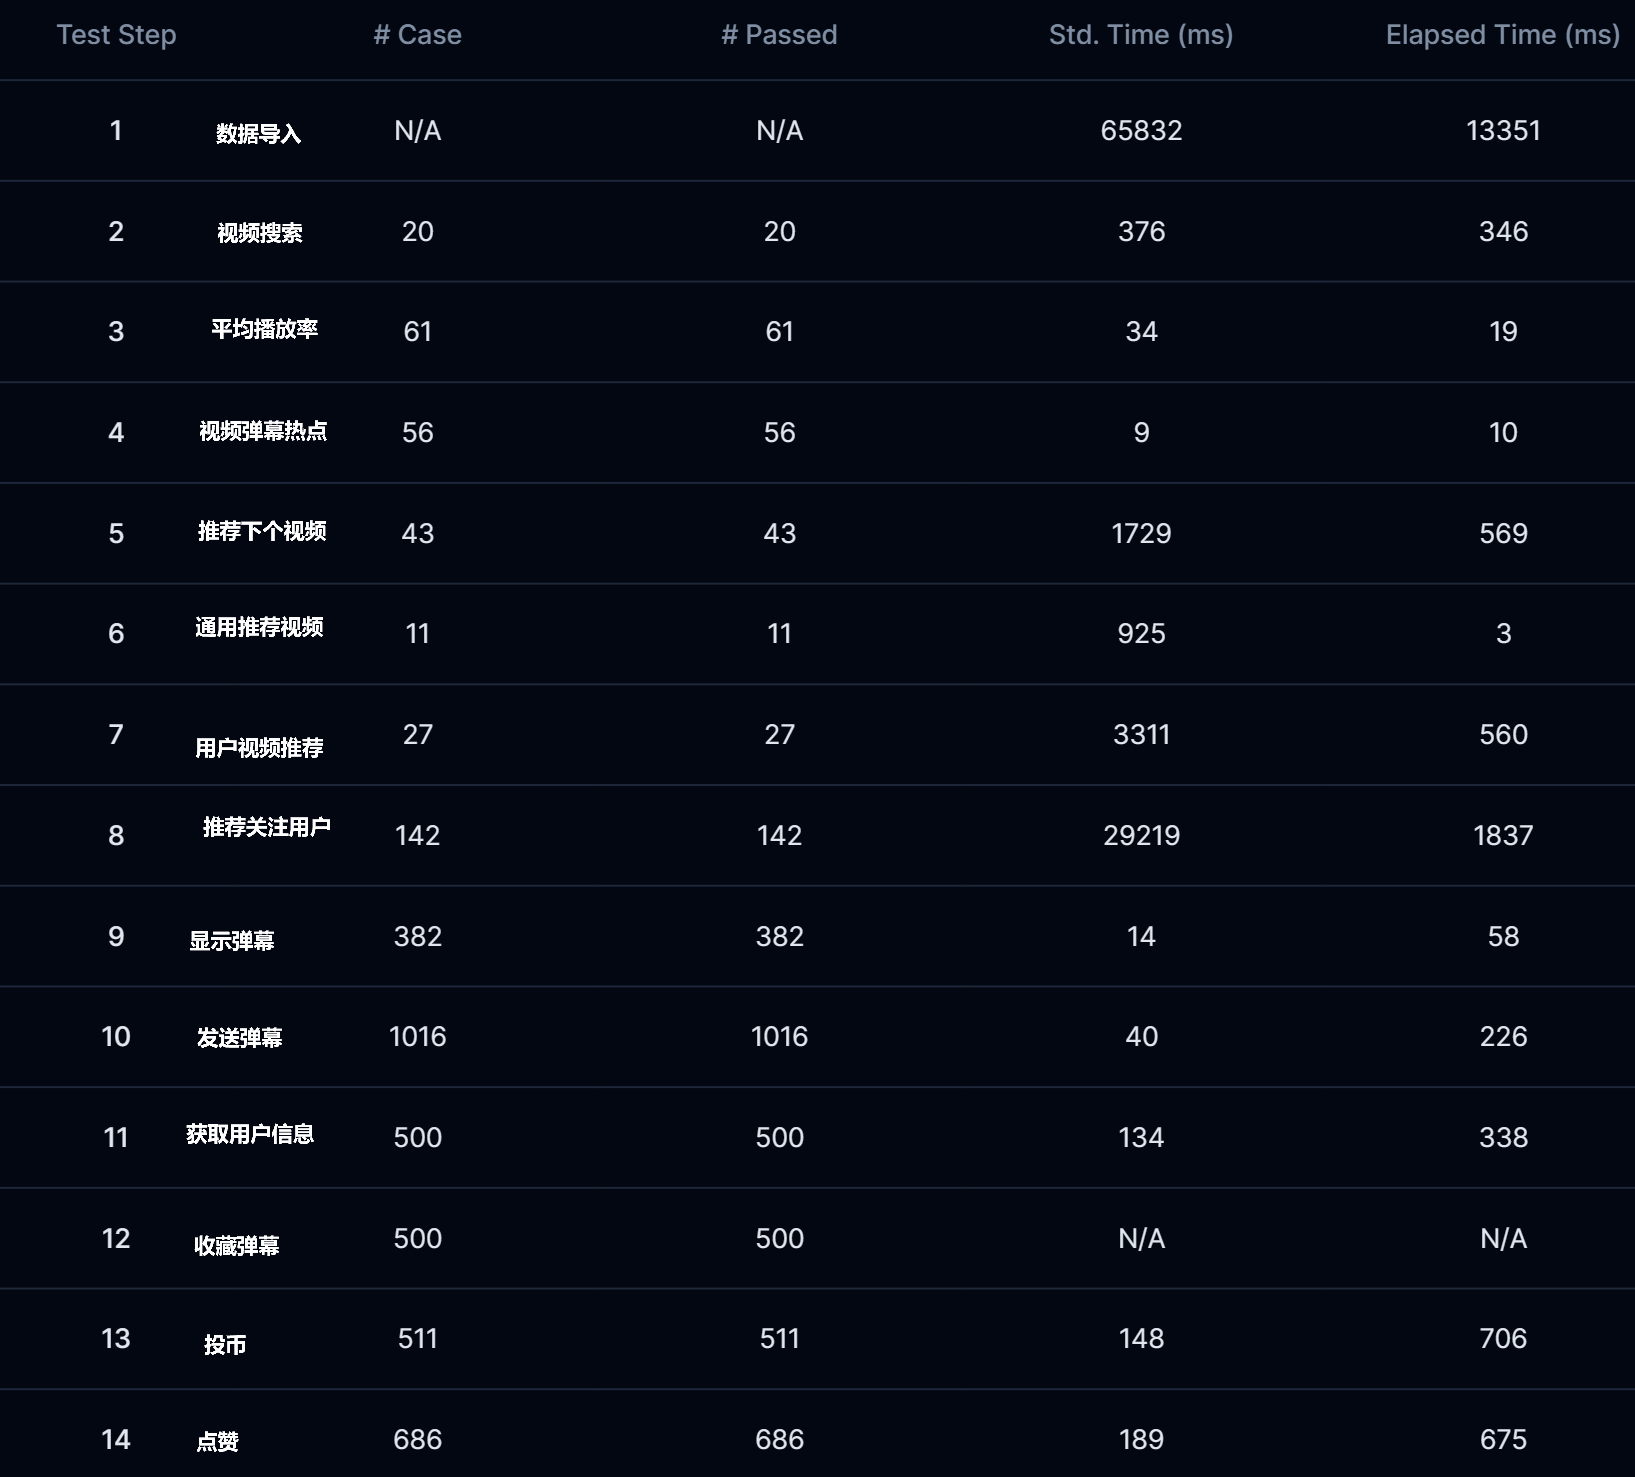 Test Step # Case # Passed Std. Time (ms) Elapsed Time (ms)
1 数据导入 N/A N/A 65832 13351
2 视频搜索 20 20 376 346
3 平均播放率 61 61 34 19
4 视频弹幕热点 56 56 9 10
5 推荐下个视频 43 43 1729 569
6 通用推荐视频 11 11 925 3
7 用户视频推荐 27 27 3311 560
8 推荐关注用户 142 142 29219 1837
9 显示弹幕 382 382 14 58
10 发送弹幕 1016 1016 40 226
11 获取用户信息 500 500 134 338
12 收藏弹幕 500 500 N/A N/A
13 投币 511 511 148 706
14 点赞 686 686 189 675